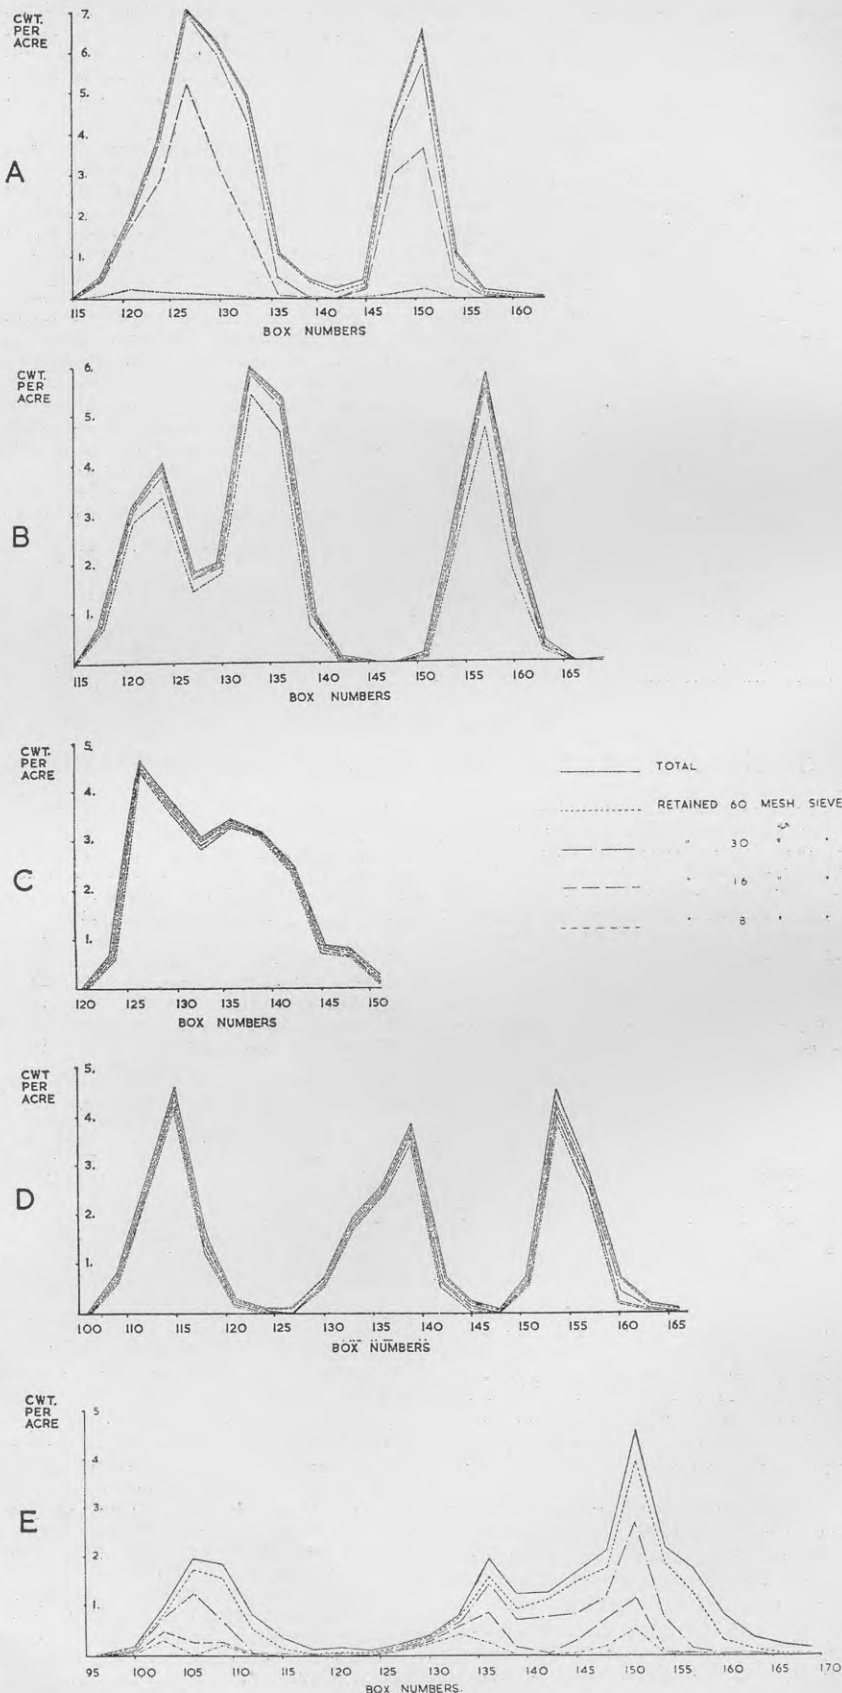 CWT.
PER
ACRE
7.
6.
5.
4.
3.
2.
1.
A
115 120 125 130 135 140 145 150 155 160
BOX NUMBERS
CWT.
PER
ACRE
6.
5.
4.
3.
2.
1.
B
115 120 125 130 135 140 145 150 155 160 165
BOX NUMBERS
CWT.
PER
ACRE
5.
4.
3.
2.
1.
C
120 125 130 135 140 145 150
BOX NUMBERS
TOTAL
RETAINED 60 MESH SIEVE
" 30 " "
" 16 " "
" 8 " "
CWT
PER
ACRE
5.
4.
3.
2.
1.
D
100 110 115 120 125 130 135 140 145 150 155 160 165
BOX NUMBERS
CWT.
PER
ACRE
5
4.
3.
2.
1.
E
95 100 105 110 115 120 125 130 135 140 145 150 155 160 165 170
BOX NUMBERS.